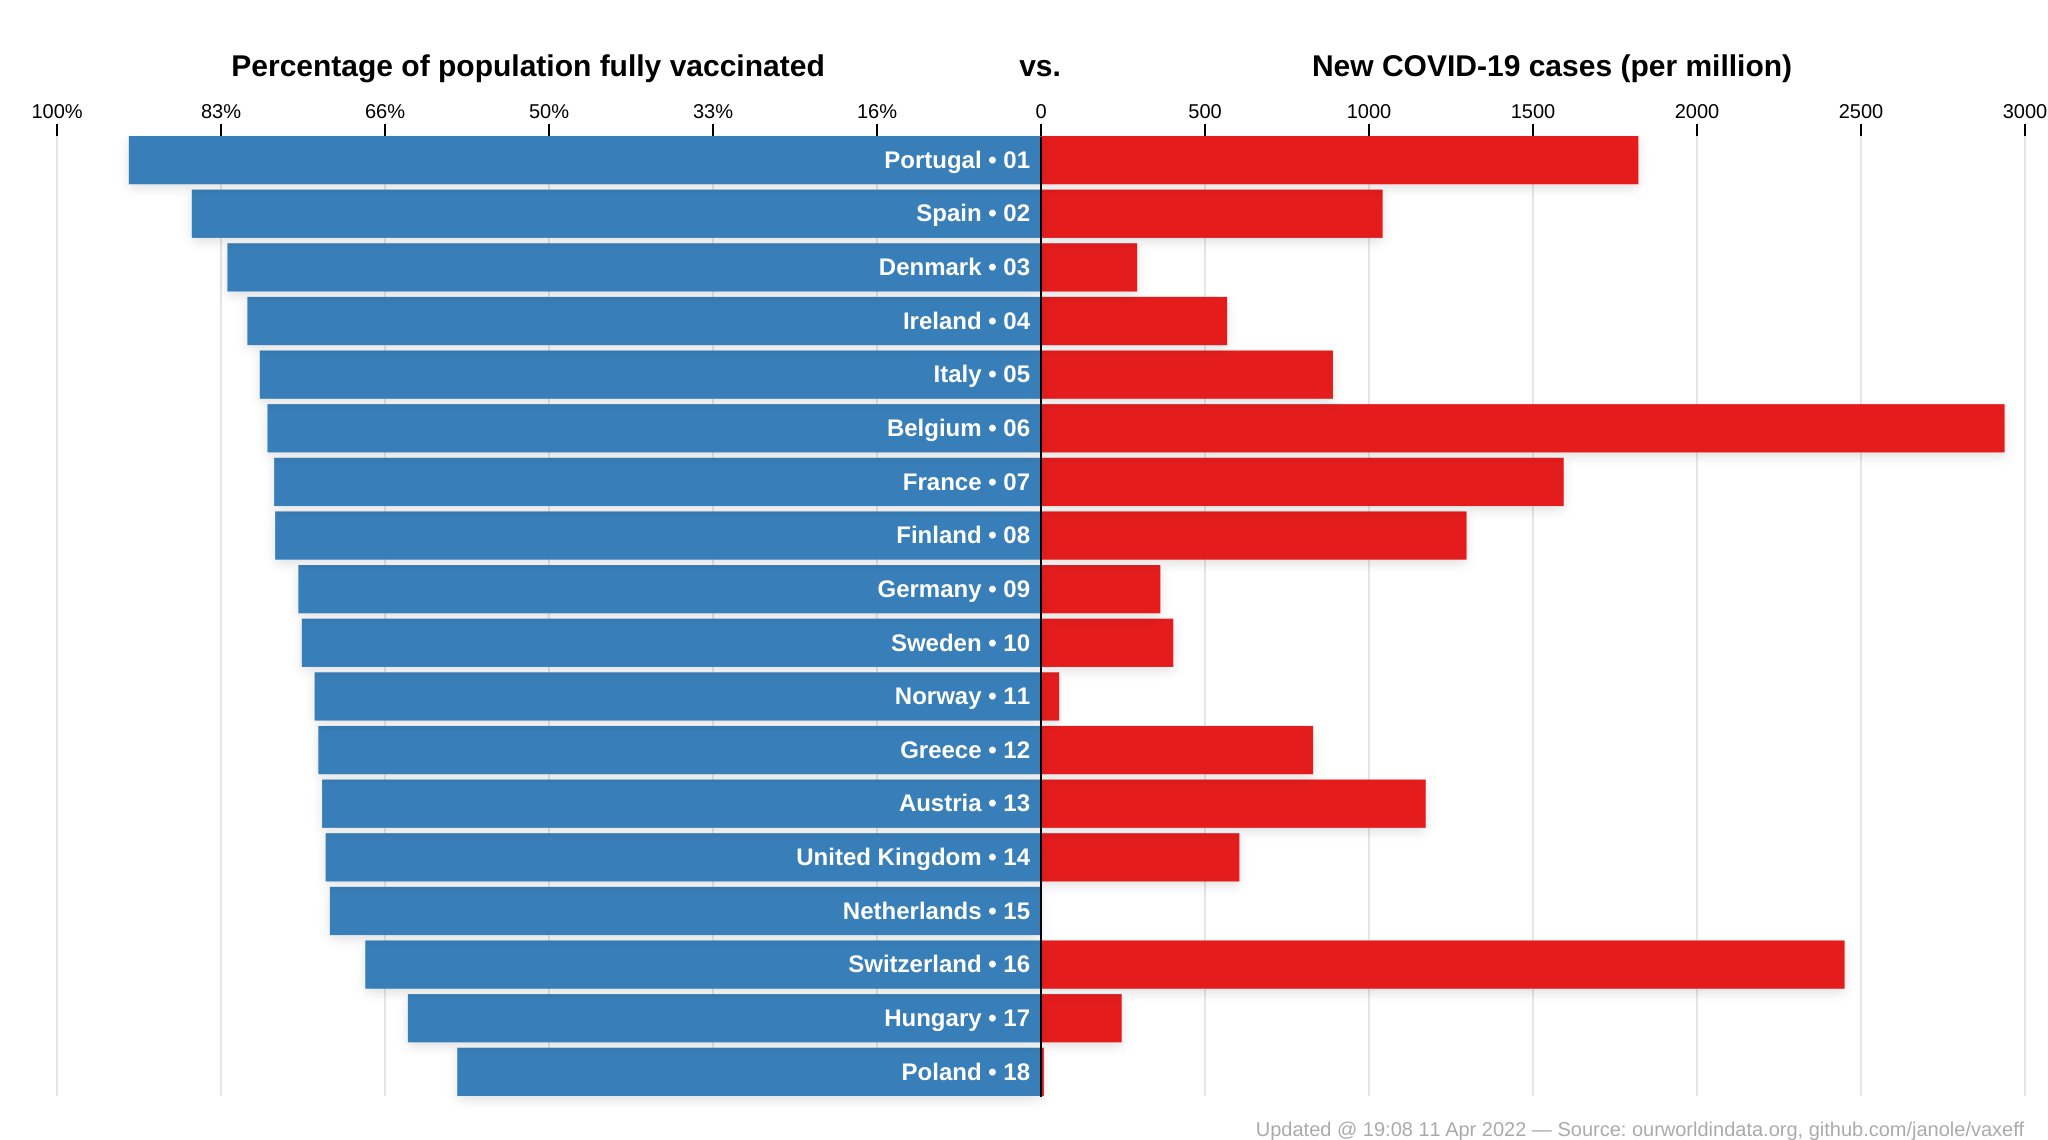 Percentage of population fully vaccinated vs. New COVID-19 cases (per million)
100% 83% 66% 50% 33% 16% 0 500 1000 1500 2000 2500 3000
Portugal • 01
Spain • 02
Denmark • 03
Ireland • 04
Italy • 05
Belgium • 06
France • 07
Finland • 08
Germany • 09
Sweden • 10
Norway • 11
Greece • 12
Austria • 13
United Kingdom • 14
Netherlands • 15
Switzerland • 16
Hungary • 17
Poland • 18
Updated @ 19:08 11 Apr 2022 — Source: ourworldindata.org, github.com/janole/vaxeff